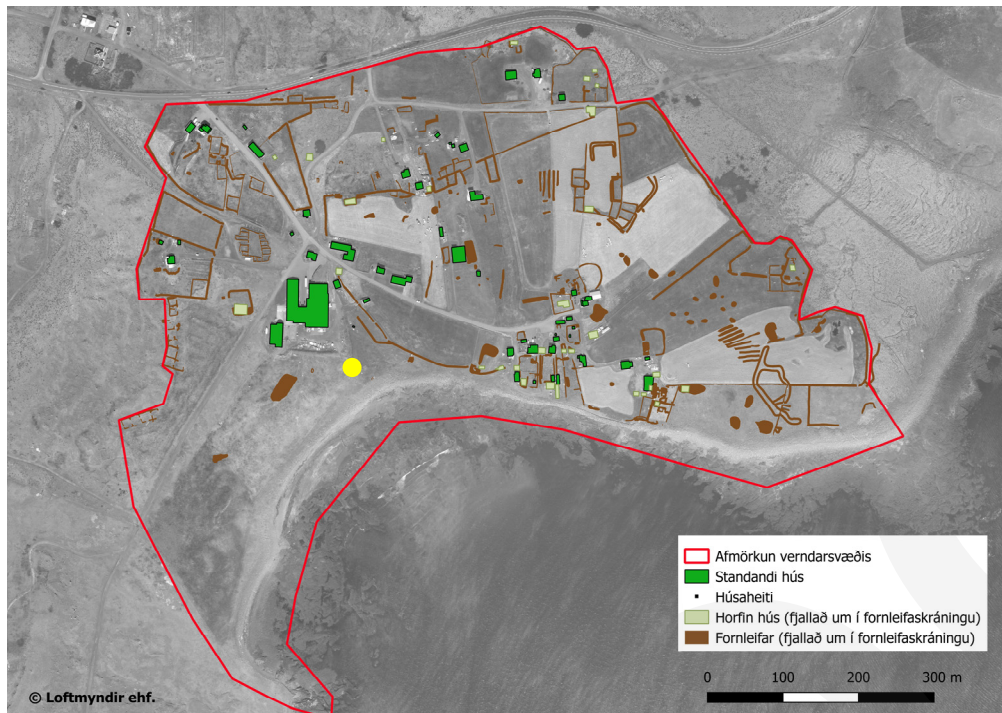 Afmörkun verndarsvæðis
Standandi hús
Húsaheiti
Horfin hús (fjallað um í fornleifaskráningu)
Fornleifar (fjallað um í fornleifaskráningu)
0 100 200 300 m
© Loftmyndir ehf.